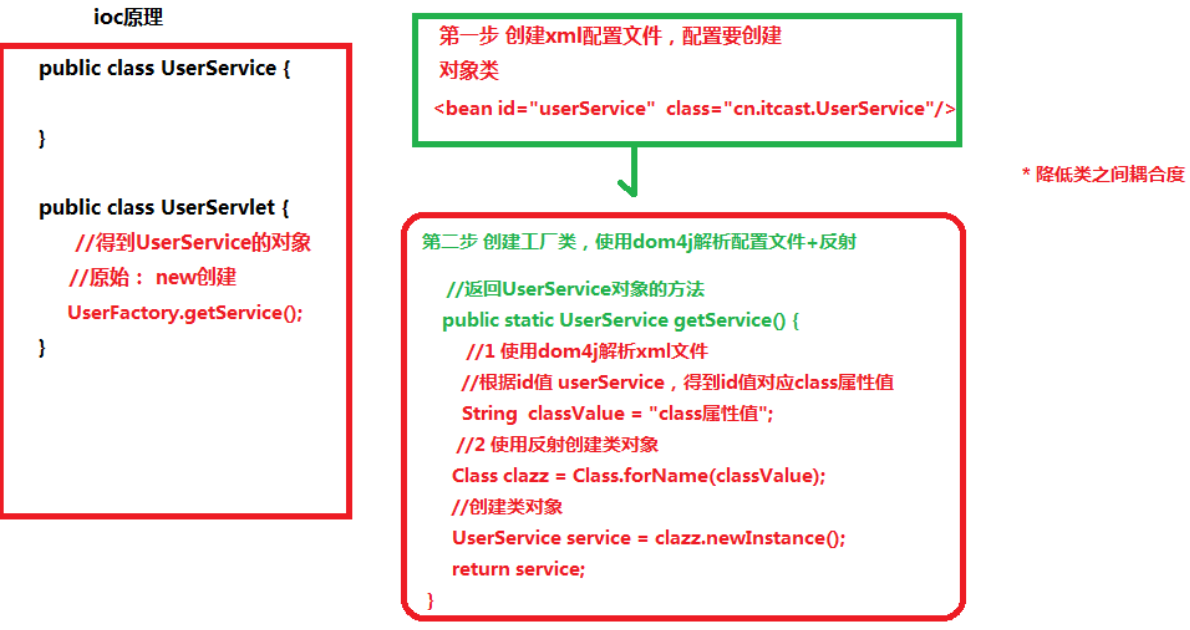 ioc原理
public class UserService {
}
public class UserServlet {
//得到UserService的对象
//原始： new创建
UserFactory.getService();
}
第一步 创建xml配置文件，配置要创建
对象类
<bean id="userService" class="cn.itcast.UserService"/>
* 降低类之间耦合度
第二步 创建工厂类，使用dom4j解析配置文件+反射
//返回UserService对象的方法
public static UserService getService() {
//1 使用dom4j解析xml文件
//根据id值 userService，得到id值对应class属性值
String classValue = "class属性值";
//2 使用反射创建类对象
Class clazz = Class.forName(classValue);
//创建类对象
UserService service = clazz.newInstance();
return service;
}